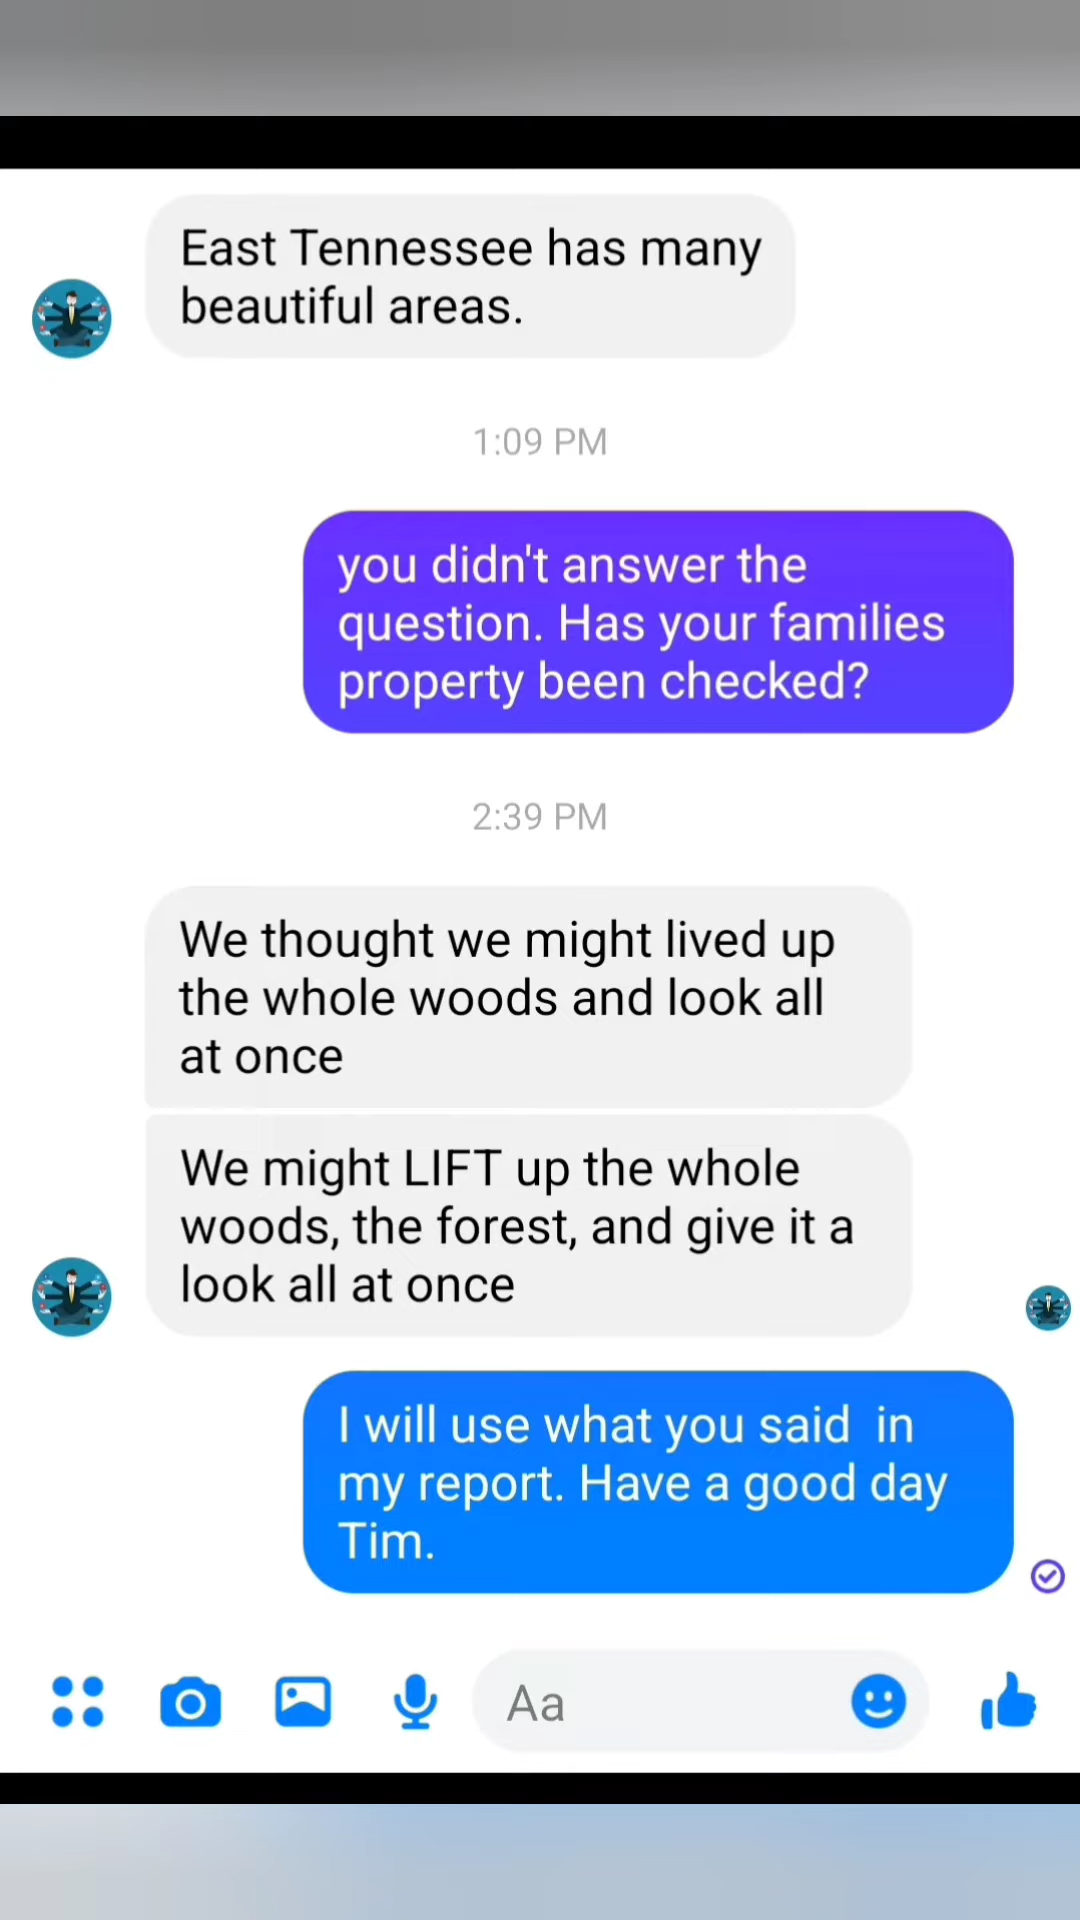 East Tennessee has many
beautiful areas.
1:09 PM
you didn't answer the
question. Has your families
property been checked?
2:39 PM
We thought we might lived up
the whole woods and look all
at once
We might LIFT up the whole
woods, the forest, and give it a
look all at once
I will use what you said  in
my report. Have a good day
Tim.
Aa